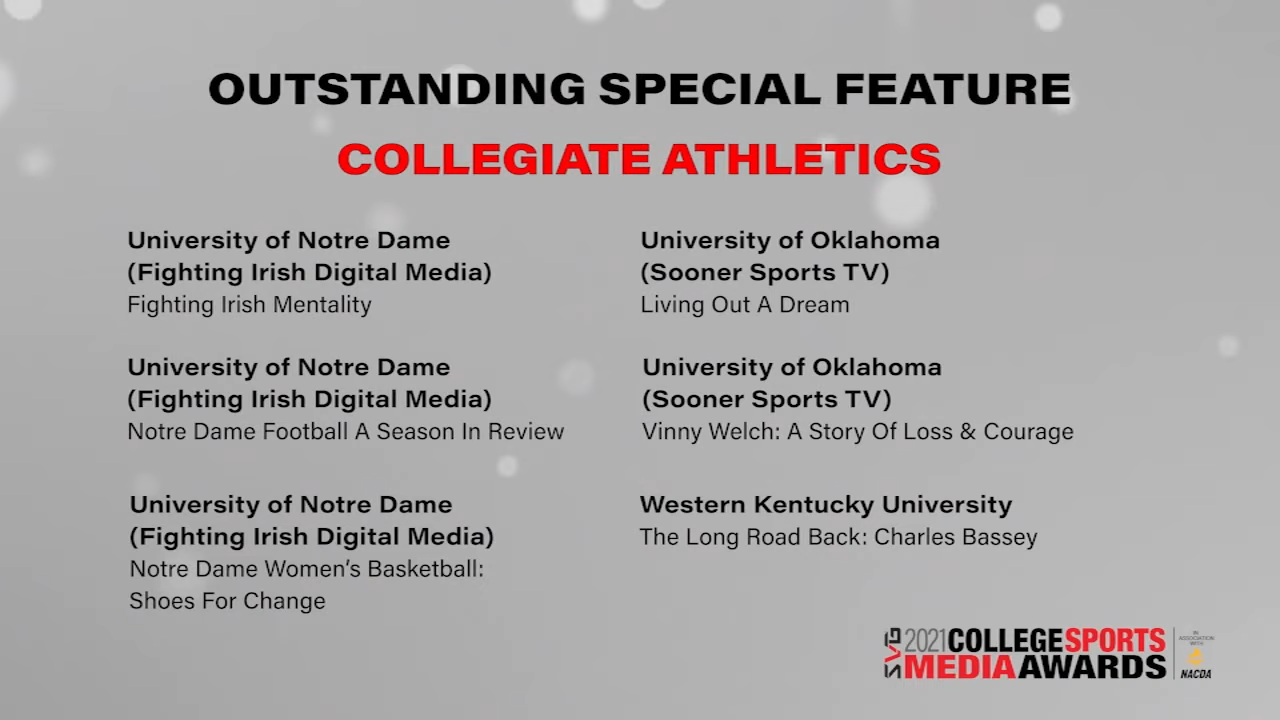 OUTSTANDING SPECIAL FEATURE
COLLEGIATE ATHLETICS
University of Notre Dame
(Fighting Irish Digital Media)
Fighting Irish Mentality
University of Notre Dame
(Fighting Irish Digital Media)
Notre Dame Football A Season In Review
University of Notre Dame
(Fighting Irish Digital Media)
Notre Dame Women's Basketball:
Shoes For Change
University of Oklahoma
(Sooner Sports TV)
Living Out A Dream
University of Oklahoma
(Sooner Sports TV)
Vinny Welch: A Story Of Loss & Courage
Western Kentucky University
The Long Road Back: Charles Bassey
SVG
2021 COLLEGE SPORTS
MEDIA AWARDS
IN
ASSOCIATION
WITH
NACDA